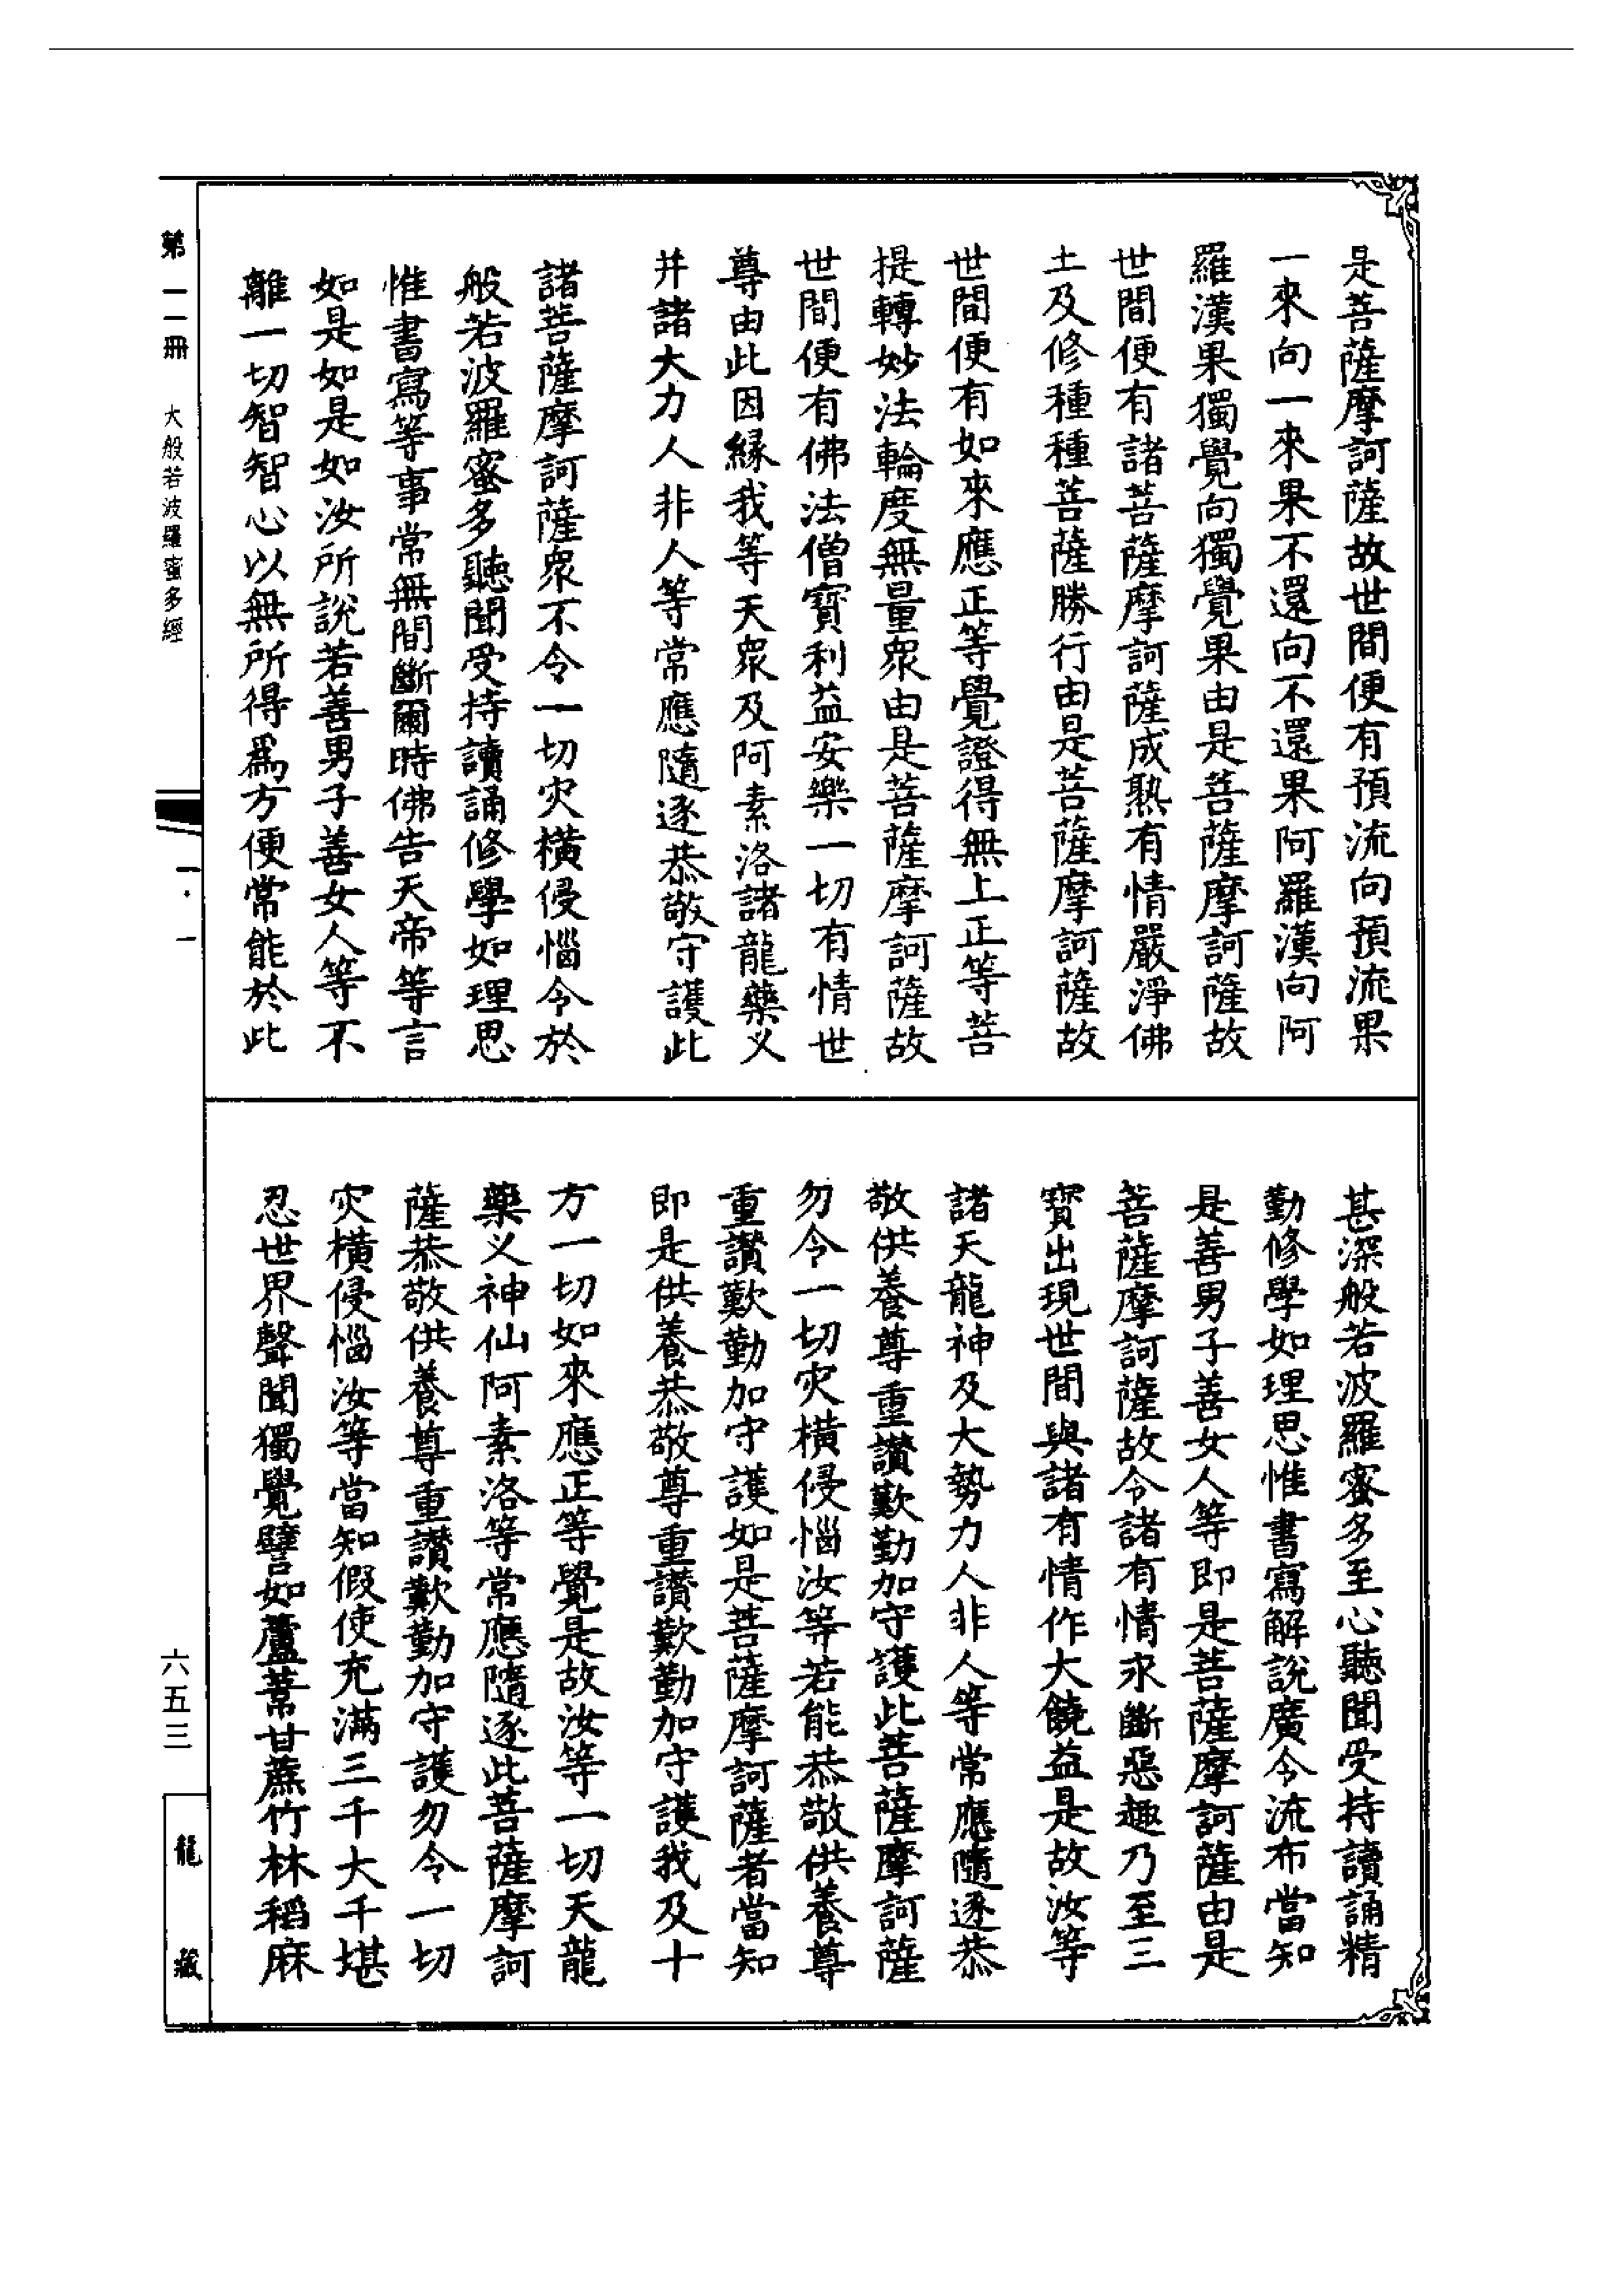 是菩薩摩訶薩故世間便有預流向預流果
一來向一來果不還向不還果阿羅漢向阿
羅漢果獨覺向獨覺果由是菩薩摩訶薩故
世間便有諸菩薩摩訶薩成熟有情嚴淨佛
土及修種種菩薩勝行由是菩薩摩訶薩故
世間便有如來應正等覺證得無上正等菩
提轉妙法輪度無量衆由是菩薩摩訶薩故
世間便有佛法僧寶利益安樂一切有情世
尊由此因緣我等天衆及阿素洛諸龍藥义
并諸大力人非人等常應隨逐恭敬守護此
諸菩薩摩訶薩衆不令一切灾橫侵惱令於
般若波羅蜜多聽聞受持讀誦修學如理思
惟書寫等事常無間斷爾時佛告天帝等言
如是如是如汝所說若善男子善女人等不
離一切智智心以無所得爲方便常能於此
甚深般若波羅蜜多至心聽聞受持讀誦精
勤修學如理思惟書寫解說廣令流布當知
是善男子善女人等即是菩薩摩訶薩由是
菩薩摩訶薩故令諸有情永斷惡趣乃至三
寶出現世間與諸有情作大饒益是故汝等
諸天龍神及大勢力人非人等常應隨逐恭
敬供養尊重讚歎勤加守護此菩薩摩訶薩
勿令一切灾橫侵惱汝等若能恭敬供養尊
重讚歎勤加守護如是菩薩摩訶薩者當知
即是供養恭敬尊重讚歎勤加守護我及十
方一切如來應正等覺是故汝等一切天龍
藥义神仙阿素洛等常應隨逐此菩薩摩訶
薩恭敬供養尊重讚歎勤加守護勿令一切
灾橫侵惱汝等當知假使充滿三千大千堪
忍世界聲聞獨覺譬如蘆葦甘蔗竹林稻麻
第二冊 大般若波羅蜜多經
一·一
六五三
龍藏